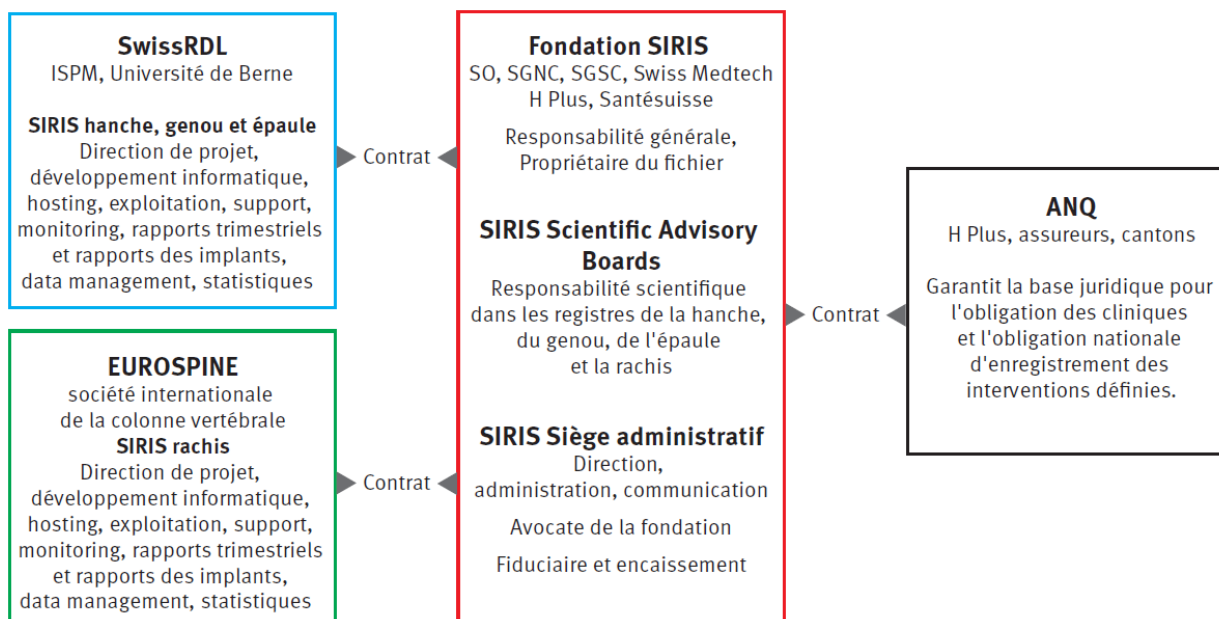 SwissRDL
ISPM, Université de Berne
SIRIS hanche, genou et épaule
Direction de projet,
développement informatique,
hosting, exploitation, support,
monitoring, rapports trimestriels
et rapports des implants,
data management, statistiques
EUROSPINE
société internationale
de la colonne vertébrale
SIRIS rachis
Direction de projet,
développement informatique,
hosting, exploitation, support,
monitoring, rapports trimestriels
et rapports des implants,
data management, statistiques
Contrat
Contrat
Fondation SIRIS
SO, SGNC, SGSC, Swiss Medtech
H Plus, Santésuisse
Responsabilité générale,
Propriétaire du fichier
SIRIS Scientific Advisory
Boards
Responsabilité scientifique
dans les registres de la hanche,
du genou, de l'épaule
et la rachis
SIRIS Siège administratif
Direction,
administration, communication
Avocate de la fondation
Fiduciaire et encaissement
Contrat
ANQ
H Plus, assureurs, cantons
Garantit la base juridique pour
l'obligation des cliniques
et l'obligation nationale
d'enregistrement des
interventions définies.